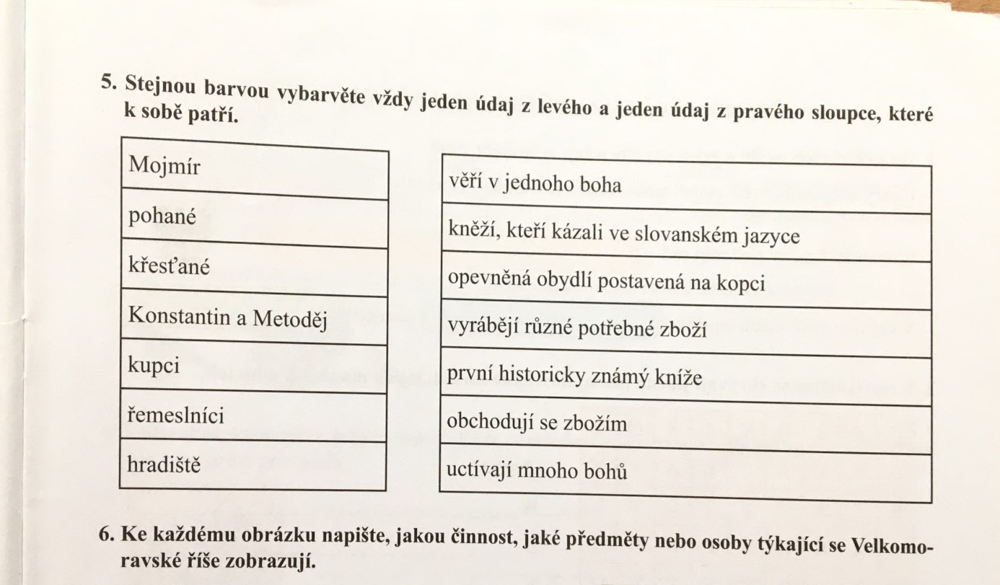 5. Stejnou barvou vybarvěte vždy jeden údaj z levého a jeden údaj z pravého sloupce, které
k sobě patří.
Mojmír
pohané
křesťané
Konstantin a Metoděj
kupci
řemeslníci
hradiště
věří v jednoho boha
kněží, kteří kázali ve slovanském jazyce
opevněná obydlí postavená na kopci
vyrábějí různé potřebné zboží
první historicky známý kníže
obchodují se zbožím
uctívají mnoho bohů
6. Ke každému obrázku napište, jakou činnost, jaké předměty nebo osoby týkající se Velkomo-
ravské říše zobrazují.